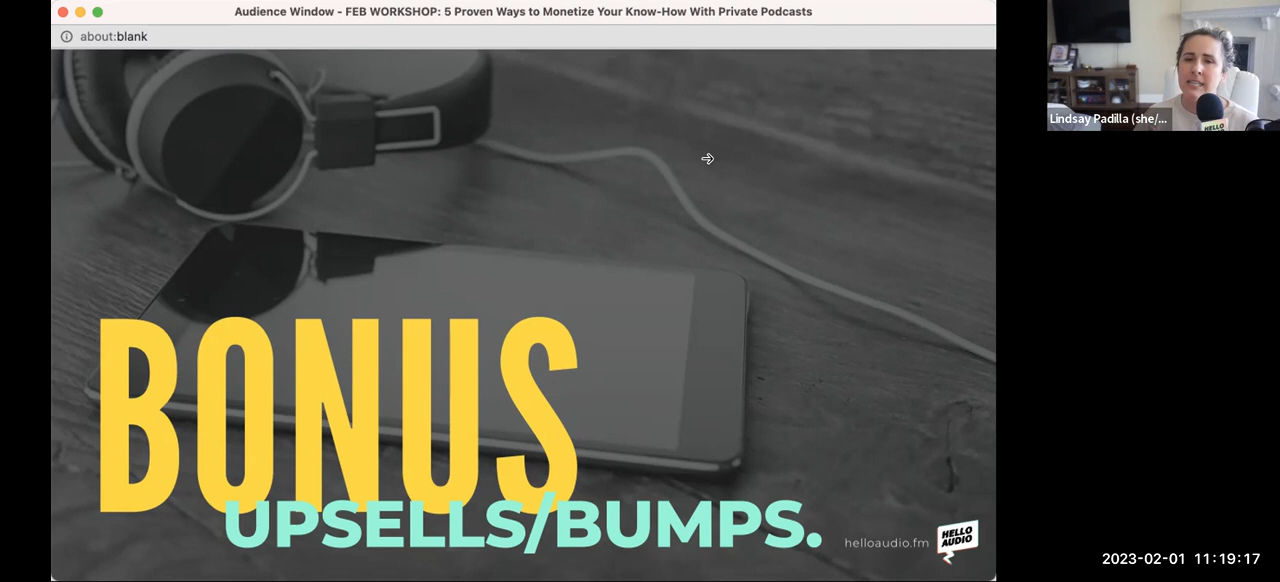 Audience Window - FEB WORKSHOP: 5 Proven Ways to Monetize Your Know-How With Private Podcasts
about:blank
Lindsay Padilla (she/...
HELLO
BONUS
UPSELLS/BUMPS.
helloaudio.fm
HELLO
AUDIO
2023-02-01 11:19:17